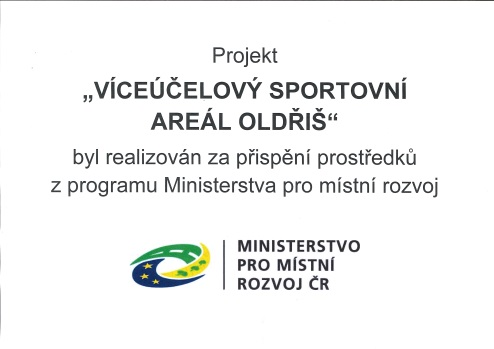 Projekt
„VÍCEÚČELOVÝ SPORTOVNÍ
AREÁL OLDŘIŠ“
byl realizován za přispění prostředků
z programu Ministerstva pro místní rozvoj
MINISTERSTVO
PRO MÍSTNÍ
ROZVOJ ČR